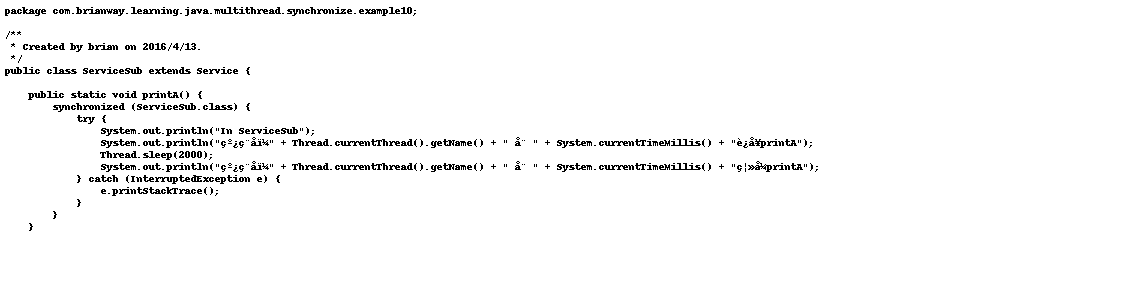 package com.brianway.learning.java.multithread.synchronize.example10;
/**
 * Created by brian on 2016/4/13.
 */
public class ServiceSub extends Service {
    public static void printA() {
        synchronized (ServiceSub.class) {
            try {
                System.out.println("In ServiceSub");
                System.out.println("çº¿ç¨åï¼" + Thread.currentThread().getName() + " å¨ " + System.currentTimeMillis() + "è¿å¥printA");
                Thread.sleep(2000);
                System.out.println("çº¿ç¨åï¼" + Thread.currentThread().getName() + " å¨ " + System.currentTimeMillis() + "ç¦»å¼printA");
            } catch (InterruptedException e) {
                e.printStackTrace();
            }
        }
    }